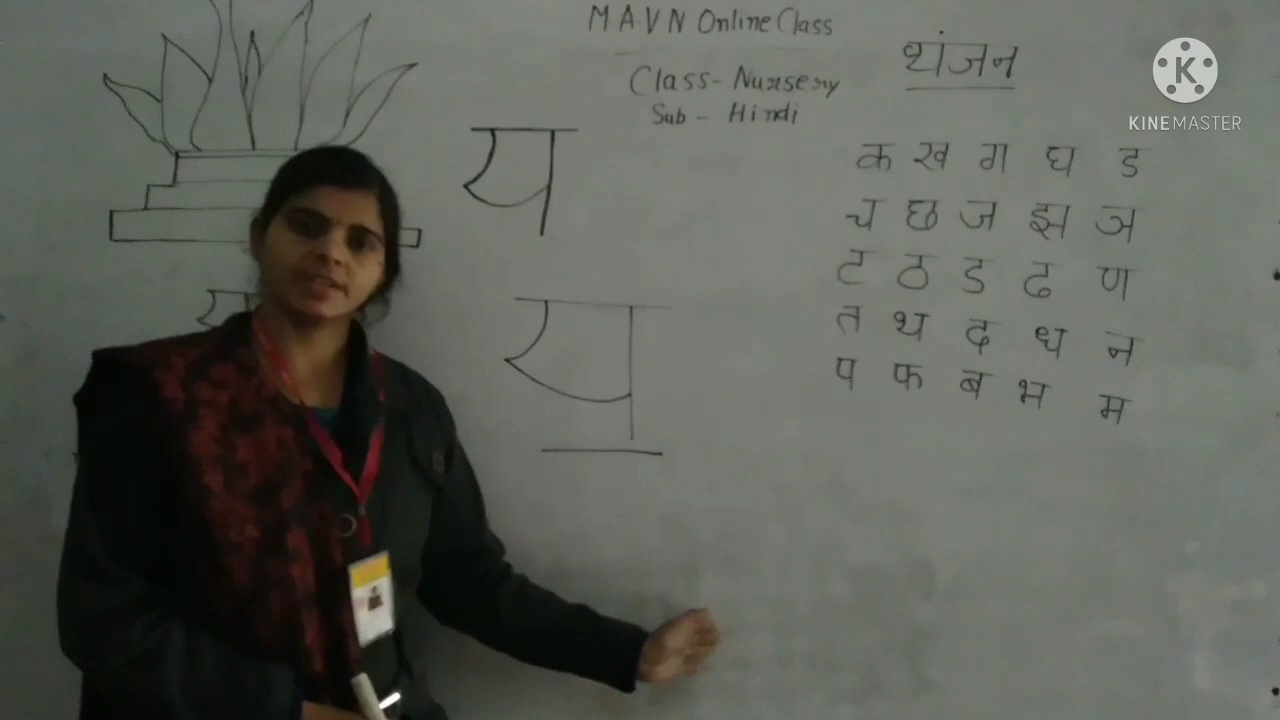 M.A.V.N Online Class
Class - Nursery
Sub - Hindi
य
य
य
व्यंजन
क ख ग घ ड
च छ ज झ ञ
ट ठ ड ढ ण
त थ द ध न
प फ ब भ म
K
KINEMASTER